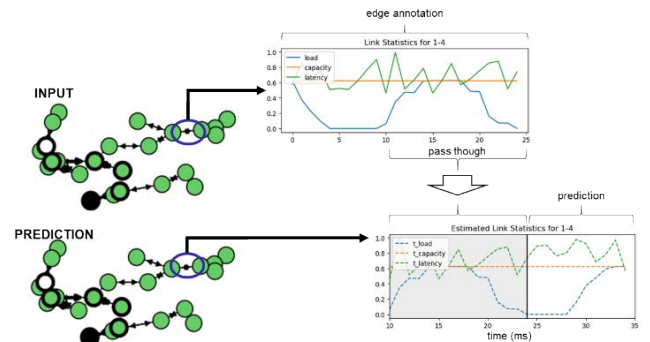 edge annotation
Link Statistics for 1-4
1.0
0.8
0.6
0.4
0.2
0.0
load
capacity
latency
0
5
10
15
20
25
INPUT
pass though
prediction
PREDICTION
Estimated Link Statistics for 1-4
1.0
0.8
0.6
0.4
0.2
0.0
t_load
t_capacity
t_latency
10
15
20
25
30
35
time (ms)